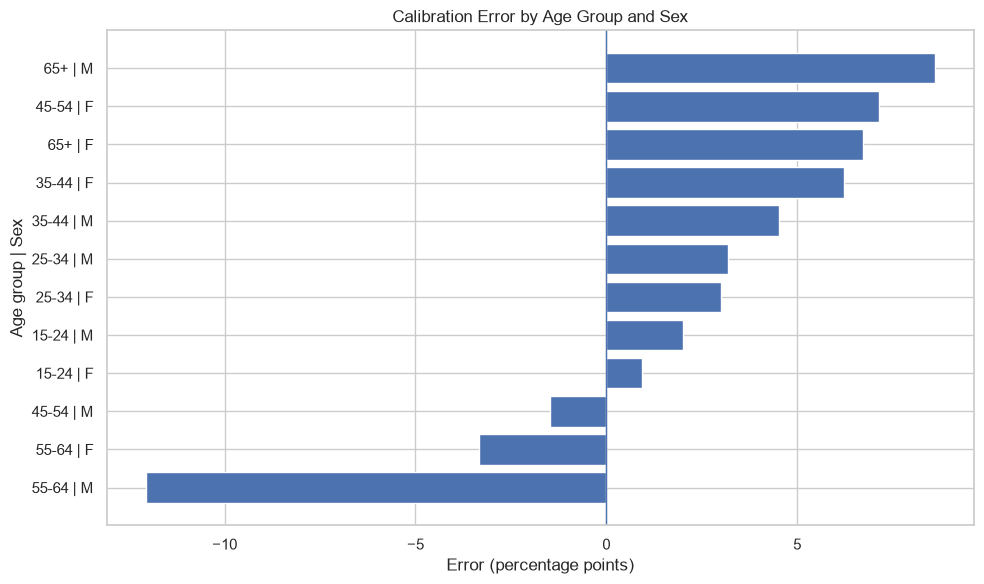 Calibration Error by Age Group and Sex
Age group | Sex
65+ | M
45-54 | F
65+ | F
35-44 | F
35-44 | M
25-34 | M
25-34 | F
15-24 | M
15-24 | F
45-54 | M
55-64 | F
55-64 | M
−10 −5 0 5
Error (percentage points)